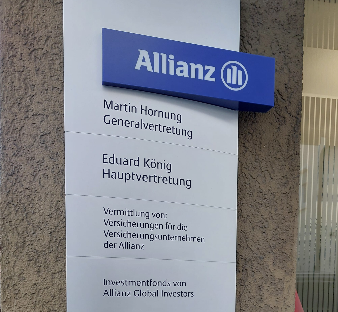 Allianz
Martin Hornung
Generalvertretung
Eduard König
Hauptvertretung
Vermittlung von:
Versicherungen für die
Versicherungsunternehmen
der Allianz
Investmentfonds von
Allianz Global Investors